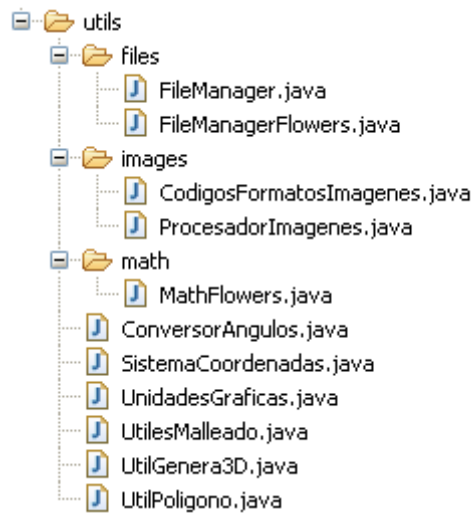 utils
files
FileManager.java
FileManagerFlowers.java
images
CodigosFormatosImagenes.java
ProcesadorImagenes.java
math
MathFlowers.java
ConversorAngulos.java
SistemaCoordenadas.java
UnidadesGraficas.java
UtilesMalleado.java
UtilGenera3D.java
UtilPoligono.java